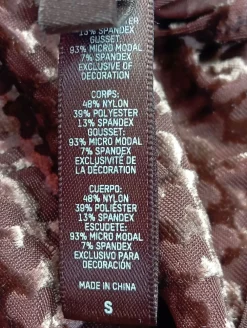 13% SPANDEX
GUSSET:
93% MICRO MODAL
7% SPANDEX
EXCLUSIVE OF
DECORATION
CORPS:
48% NYLON
39% POLYESTER
13% SPANDEX
GOUSSET:
93% MICRO MODAL
7% SPANDEX
EXCLUSIVITÉ DE
LA DÉCORATION
CUERPO:
48% NYLON
39% POLIÉSTER
13% SPANDEX
ESCUDETE:
93% MICRO MODAL
7% SPANDEX
EXCLUSIVO PARA
DECORACIÓN
MADE IN CHINA
S